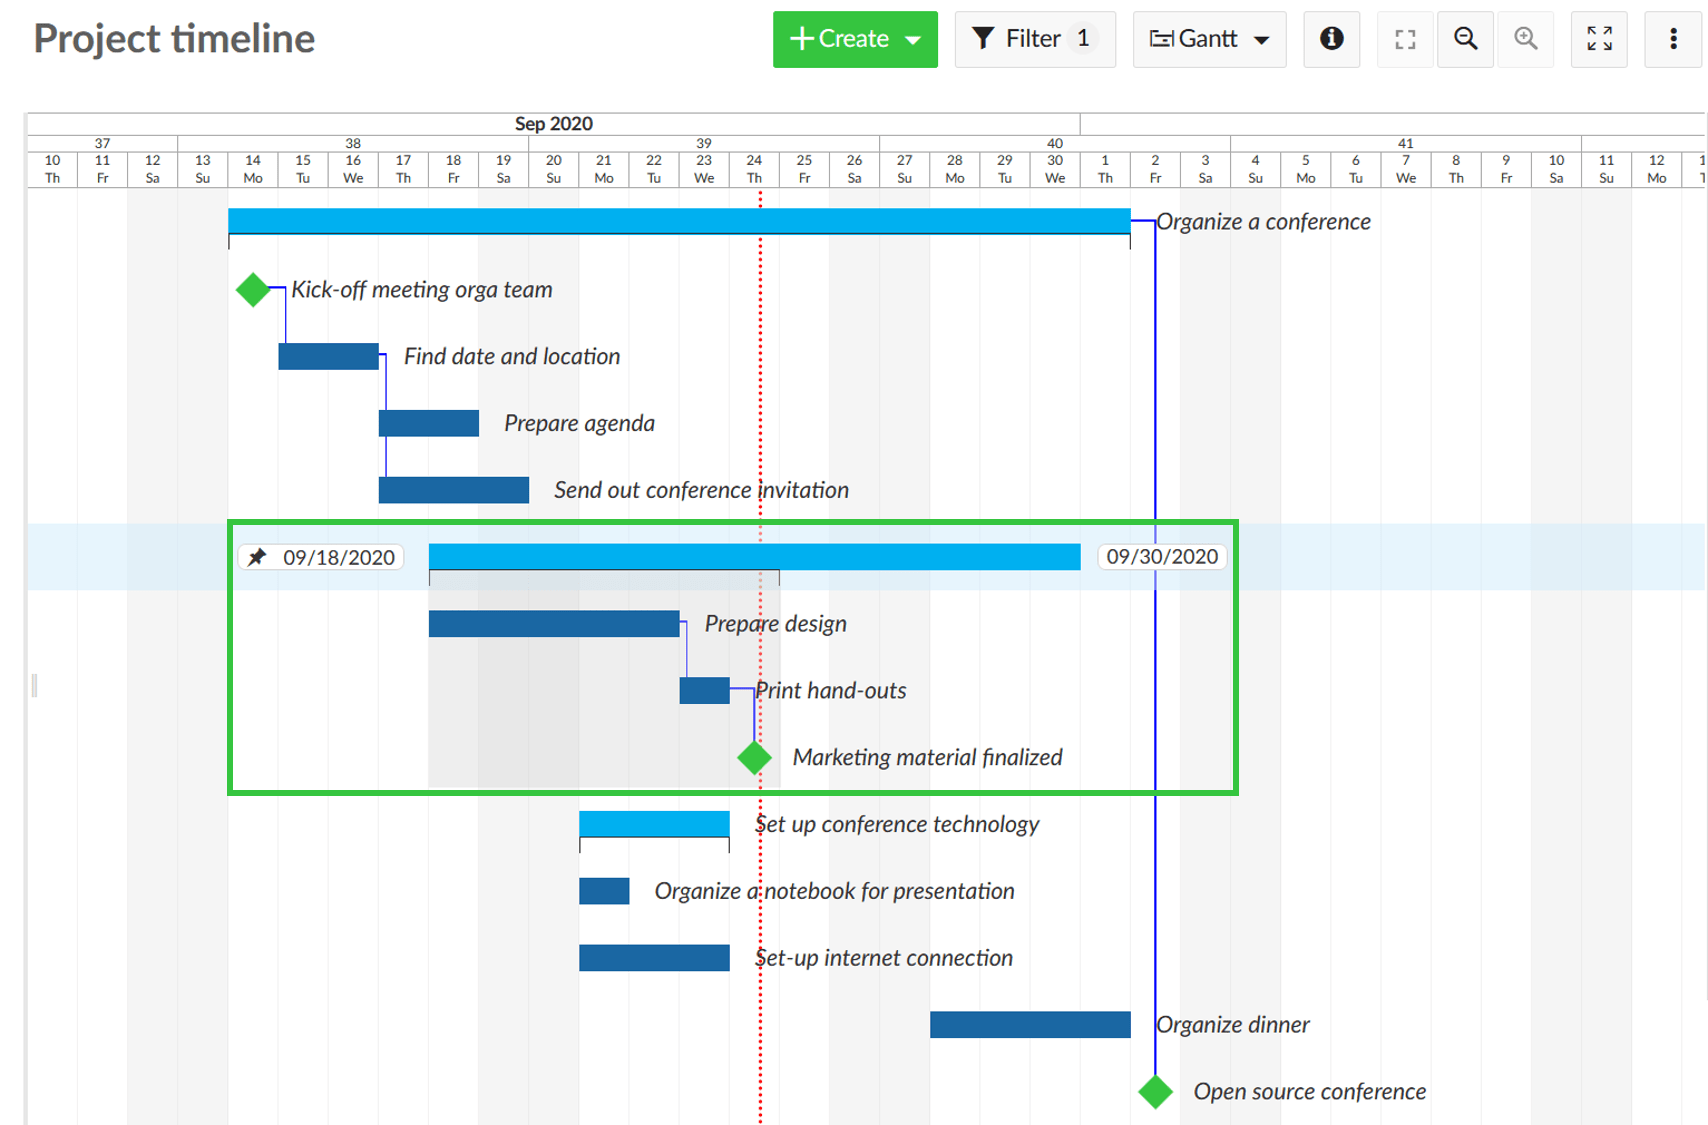 Project timeline
+ Create
Filter 1
Gantt
Sep 2020
37 38 39 40 41
10 11 12 13 14 15 16 17 18 19 20 21 22 23 24 25 26 27 28 29 30 1 2 3 4 5 6 7 8 9 10 11 12
Th Fr Sa Su Mo Tu We Th Fr Sa Su Mo Tu We Th Fr Sa Su Mo Tu We Th Fr Sa Su Mo Tu We Th Fr Sa Su Mo
Organize a conference
Kick-off meeting orga team
Find date and location
Prepare agenda
Send out conference invitation
09/18/2020 09/30/2020
Prepare design
Print hand-outs
Marketing material finalized
Set up conference technology
Organize a notebook for presentation
Set-up internet connection
Organize dinner
Open source conference